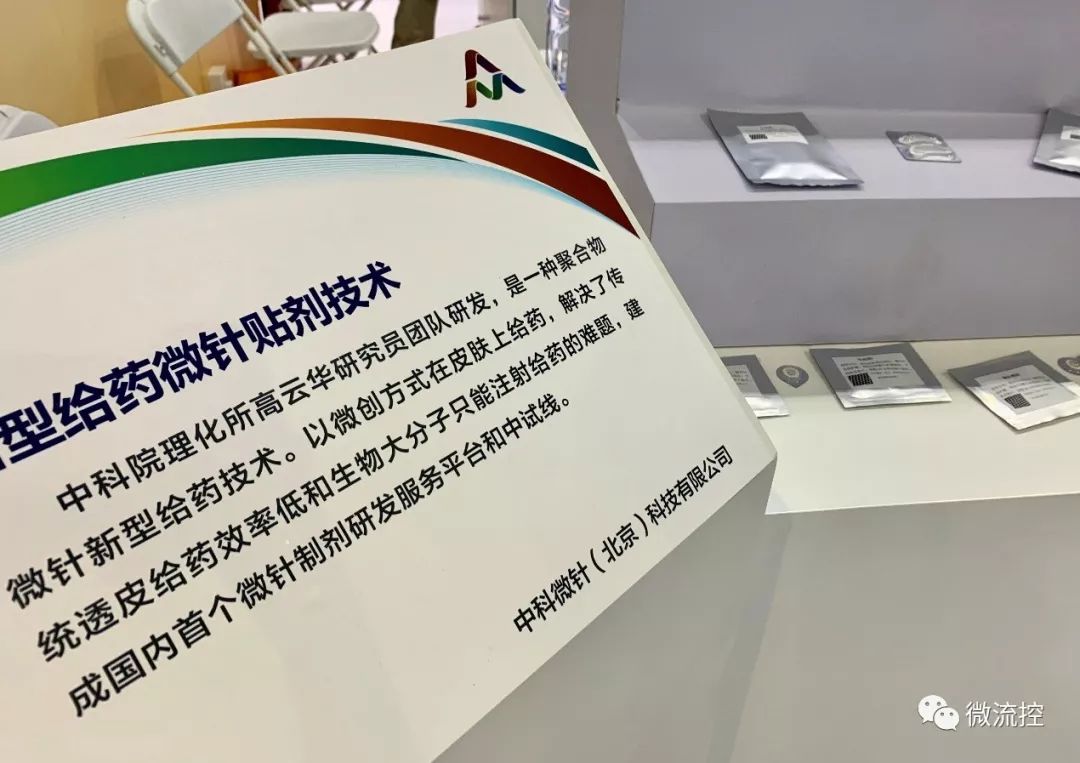 型给药微针贴剂技术
中科院理化所高云华研究员团队研发，是一种聚合物
微针新型给药技术。以微创方式在皮肤上给药，解决了传
统透皮给药效率低和生物大分子只能注射给药的难题，建
成国内首个微针制剂研发服务平台和中试线。
中科微针（北京）科技有限公司
微流控